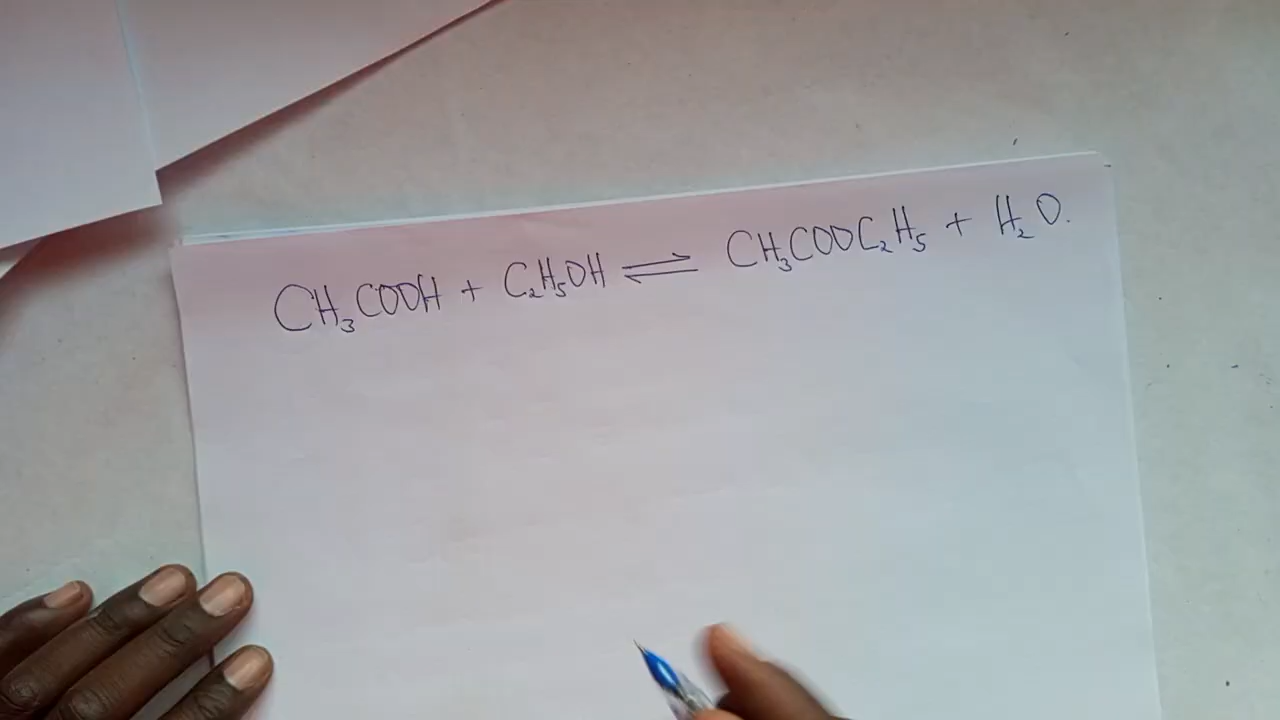 CH₃COOH + C₂H₅OH ⇌ CH₃COOC₂H₅ + H₂O.